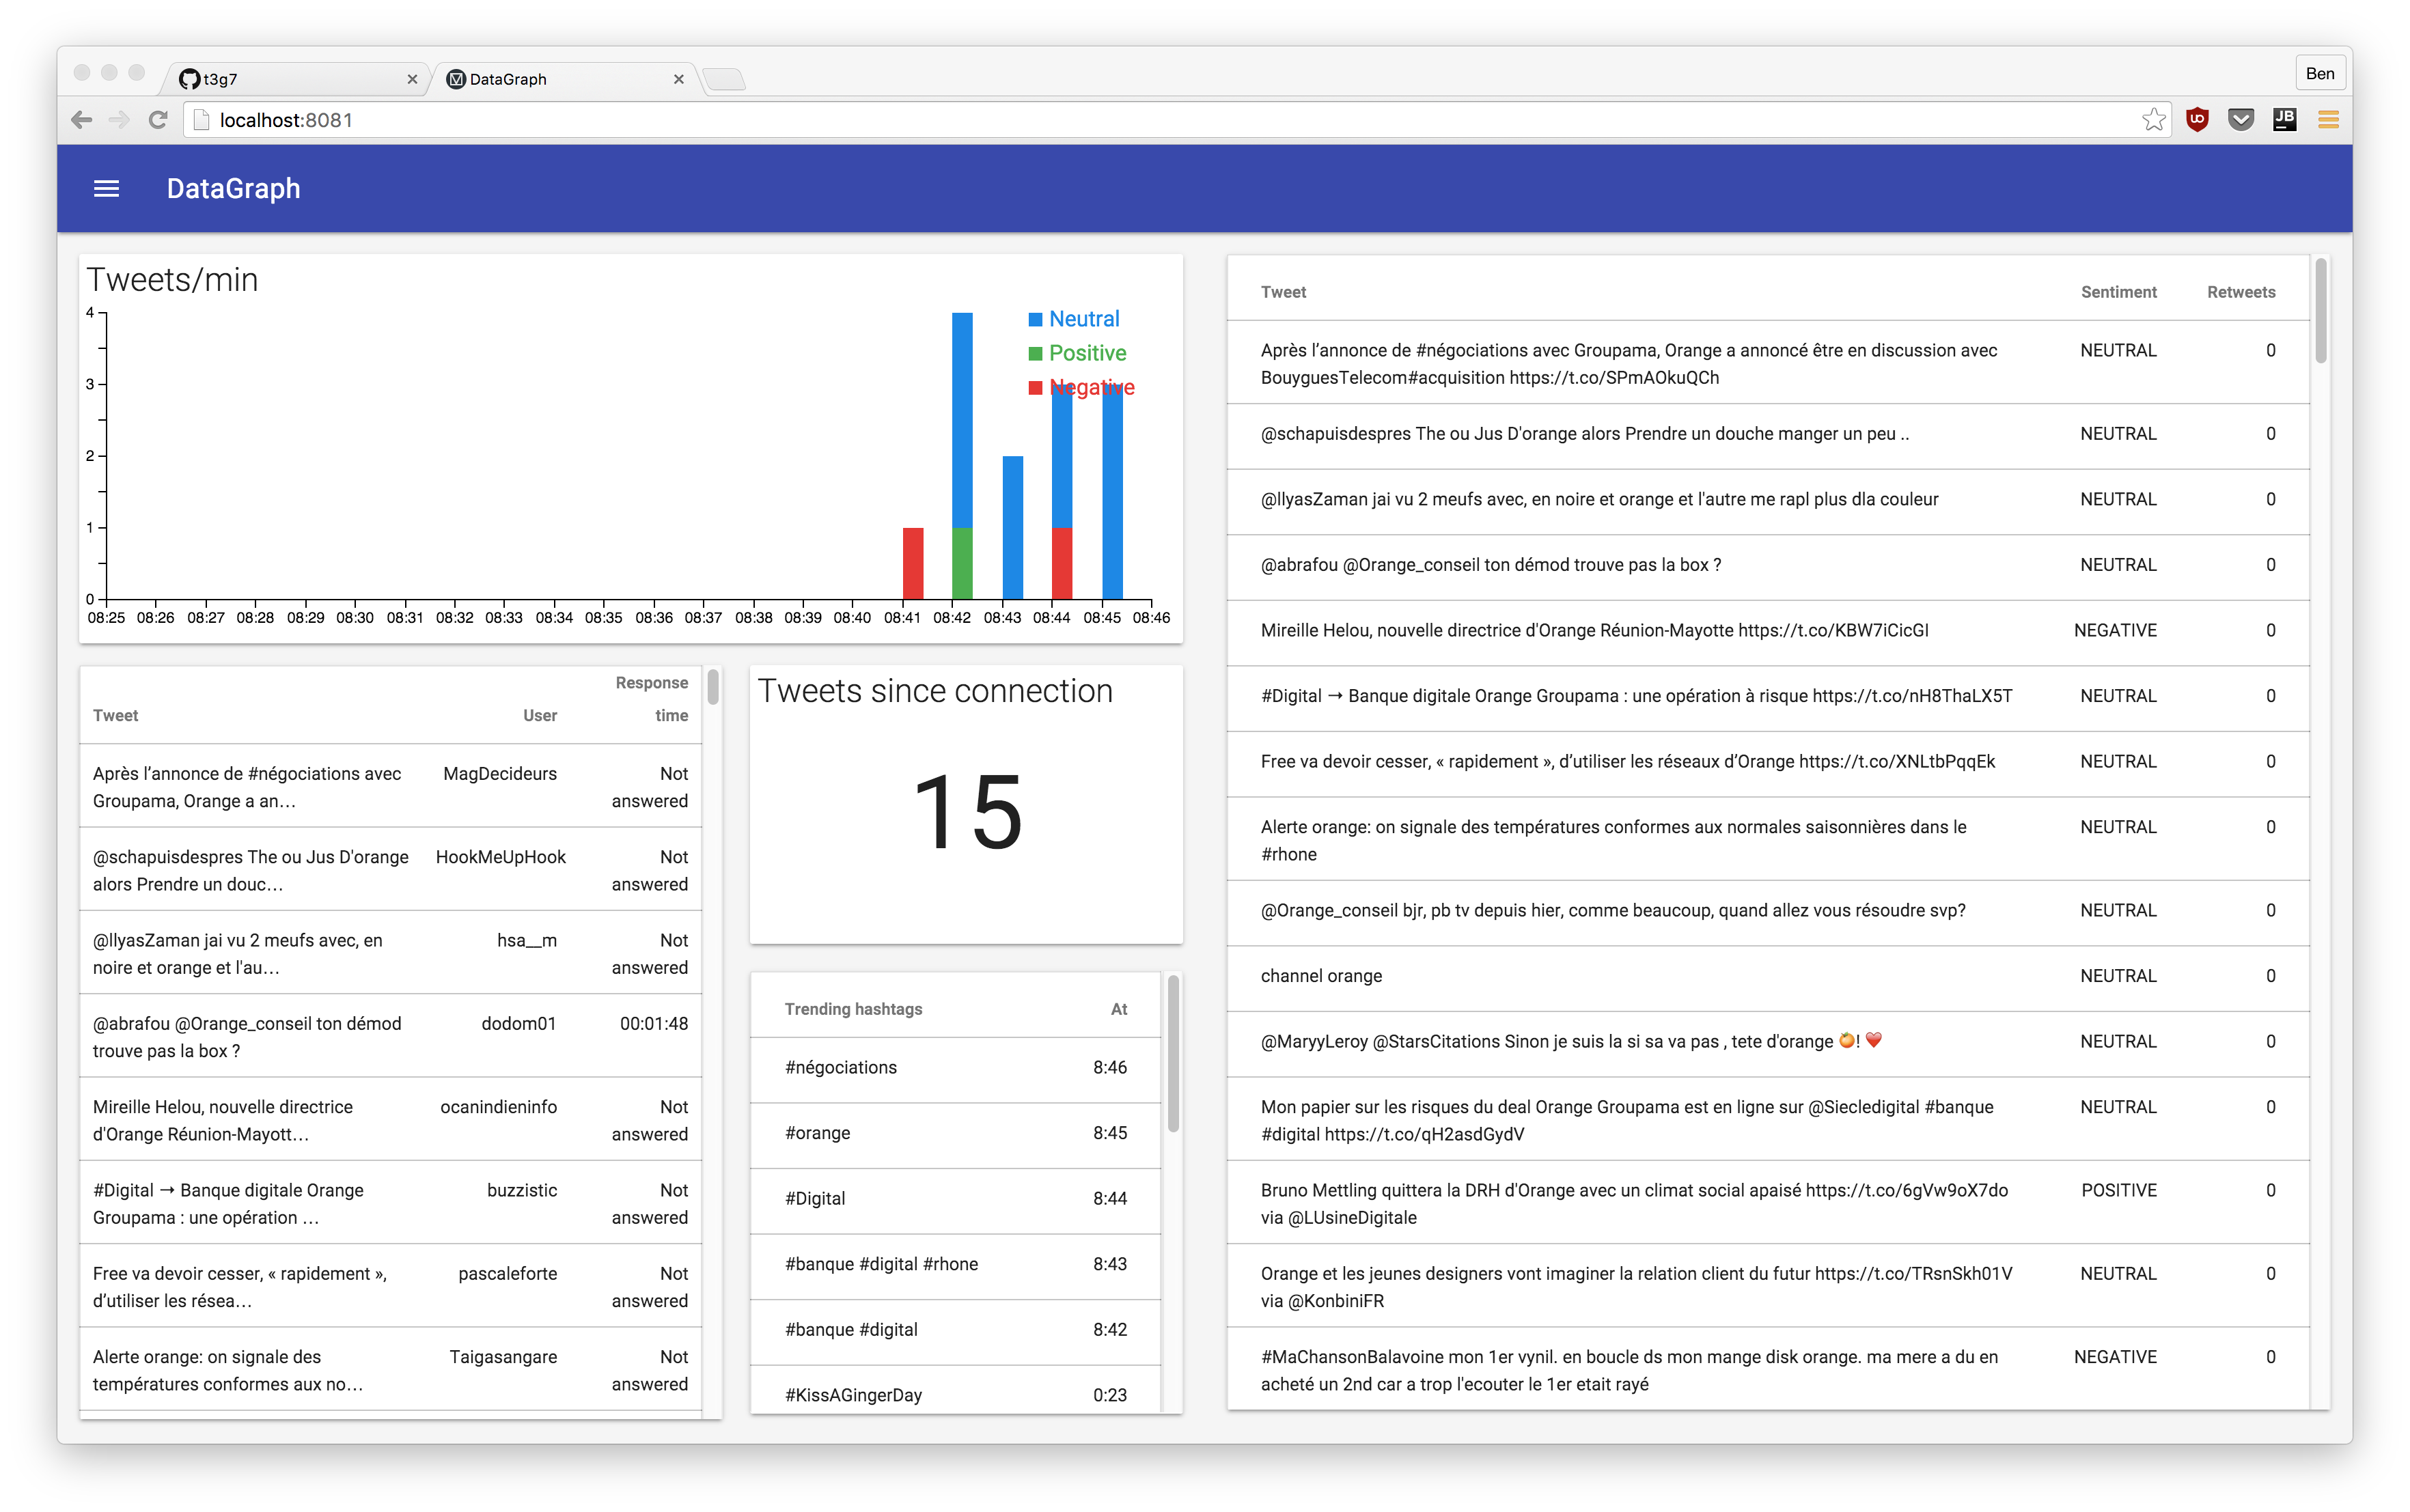 t3g7
DataGraph
Ben
localhost:8081
DataGraph
Tweets/min
4
3
2
1
0
Neutral
Positive
Negative
08:25 08:26 08:27 08:28 08:29 08:30 08:31 08:32 08:33 08:34 08:35 08:36 08:37 08:38 08:39 08:40 08:41 08:42 08:43 08:44 08:45 08:46
Tweet User Response time
Après l’annonce de #négociations avec Groupama, Orange a an… MagDecideurs Not answered
@schapuisdespres The ou Jus D'orange alors Prendre un douc… HookMeUpHook Not answered
@llyasZaman jai vu 2 meufs avec, en noire et orange et l'au… hsa__m Not answered
@abrafou @Orange_conseil ton démod trouve pas la box ? dodom01 00:01:48
Mireille Helou, nouvelle directrice d'Orange Réunion-Mayott… ocanindieninfo Not answered
#Digital → Banque digitale Orange Groupama : une opération … buzzistic Not answered
Free va devoir cesser, « rapidement », d’utiliser les résea… pascaleforte Not answered
Alerte orange: on signale des températures conformes aux no… Taigasangare Not answered
Tweets since connection
15
Trending hashtags At
#négociations 8:46
#orange 8:45
#Digital 8:44
#banque #digital #rhone 8:43
#banque #digital 8:42
#KissAGingerDay 0:23
Tweet Sentiment Retweets
Après l’annonce de #négociations avec Groupama, Orange a annoncé être en discussion avec NEUTRAL 0
BouyguesTelecom#acquisition https://t.co/SPmAOkuQCh
@schapuisdespres The ou Jus D'orange alors Prendre un douche manger un peu .. NEUTRAL 0
@llyasZaman jai vu 2 meufs avec, en noire et orange et l'autre me rapl plus dla couleur NEUTRAL 0
@abrafou @Orange_conseil ton démod trouve pas la box ? NEUTRAL 0
Mireille Helou, nouvelle directrice d'Orange Réunion-Mayotte https://t.co/KBW7iCicGI NEGATIVE 0
#Digital → Banque digitale Orange Groupama : une opération à risque https://t.co/nH8ThaLX5T NEUTRAL 0
Free va devoir cesser, « rapidement », d’utiliser les réseaux d’Orange https://t.co/XNLtbPqqEk NEUTRAL 0
Alerte orange: on signale des températures conformes aux normales saisonnières dans le NEUTRAL 0
#rhone
@Orange_conseil bjr, pb tv depuis hier, comme beaucoup, quand allez vous résoudre svp? NEUTRAL 0
channel orange NEUTRAL 0
@MaryyLeroy @StarsCitations Sinon je suis la si sa va pas , tete d'orange 🍊! ❤️ NEUTRAL 0
Mon papier sur les risques du deal Orange Groupama est en ligne sur @Siecledigital #banque NEUTRAL 0
#digital https://t.co/qH2asdGydV
Bruno Mettling quittera la DRH d'Orange avec un climat social apaisé https://t.co/6gVw9oX7do POSITIVE 0
via @LUsineDigitale
Orange et les jeunes designers vont imaginer la relation client du futur https://t.co/TRsnSkh01V NEUTRAL 0
via @KonbiniFR
#MaChansonBalavoine mon 1er vynil. en boucle ds mon mange disk orange. ma mere a du en NEGATIVE 0
acheté un 2nd car a trop l'ecouter le 1er etait rayé